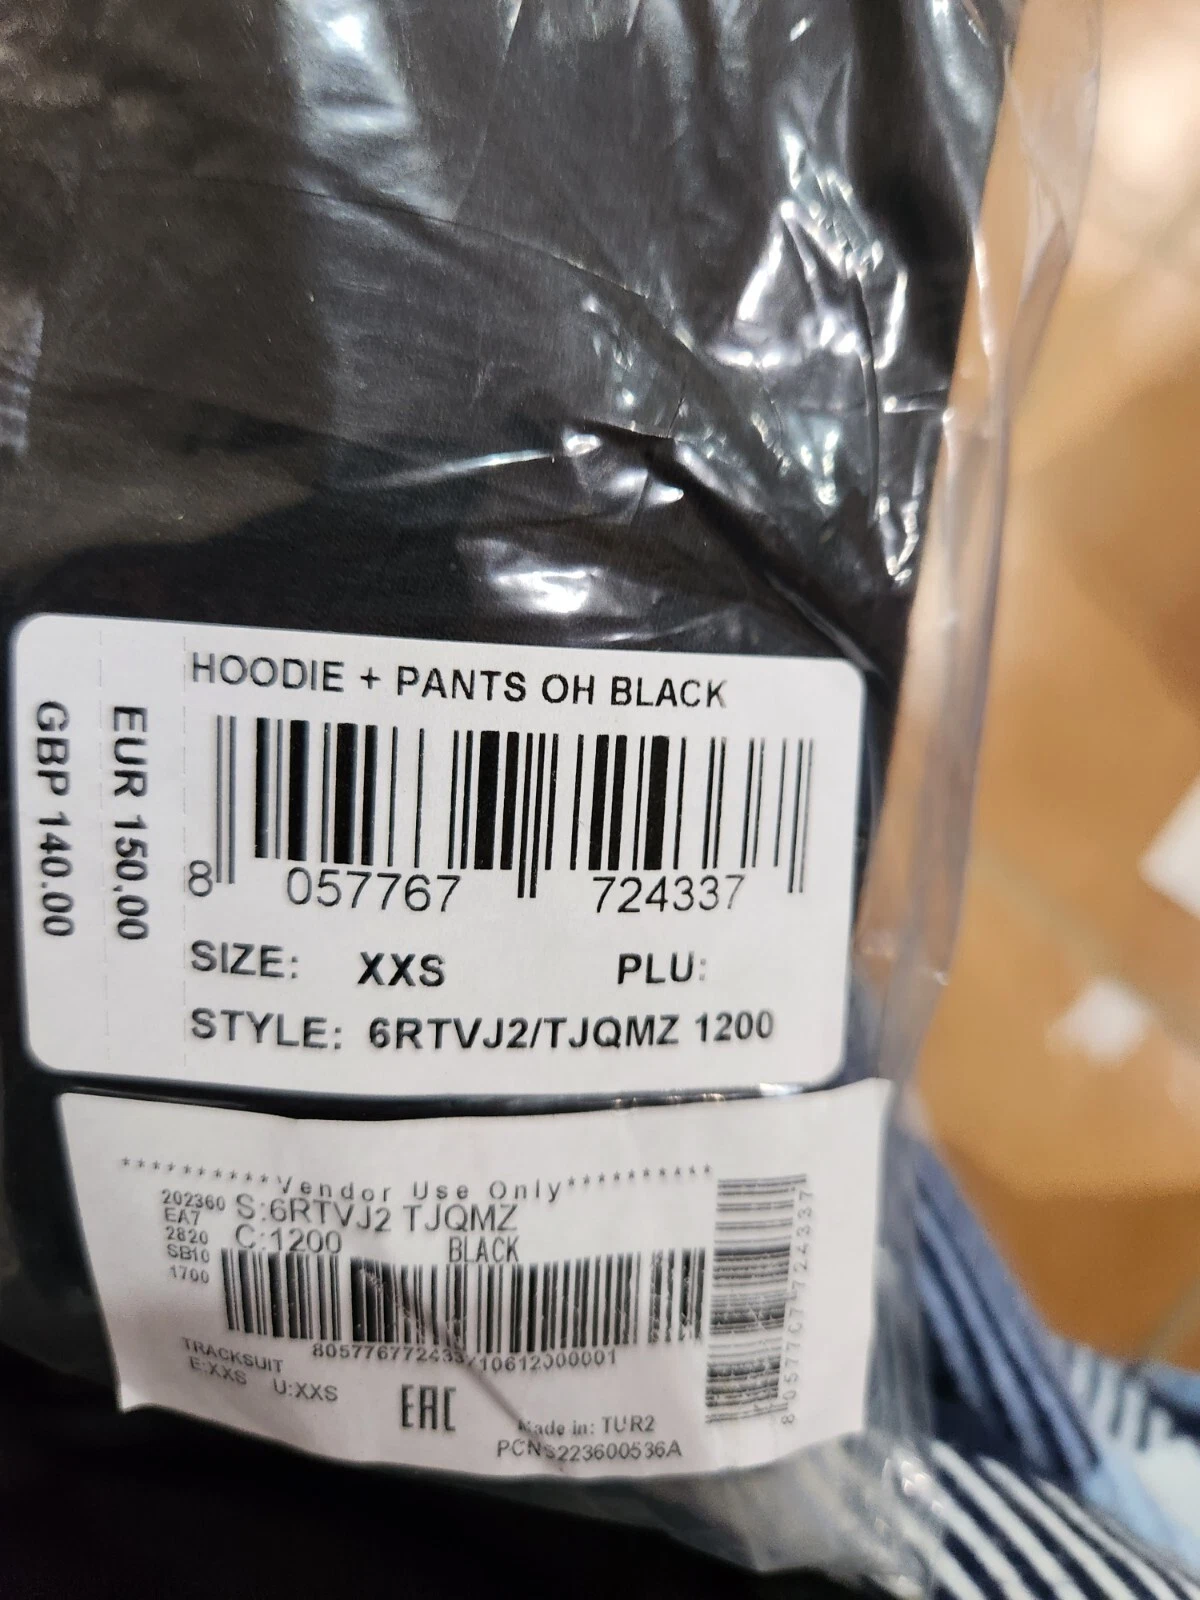 HOODIE + PANTS OH BLACK
EUR 150.00
GBP 140.00
8 057767 724337
SIZE: XXS PLU:
STYLE: 6RTVJ2/TJQMZ 1200
**********Vendor Use Only**********
202360 S:6RTVJ2 TJQMZ
EA7
2820 C:1200 BLACK
SB10
1700
TRACKSUIT
E:XXS U:XXS
EAC
Made in: TUR2
PCNS223600536A